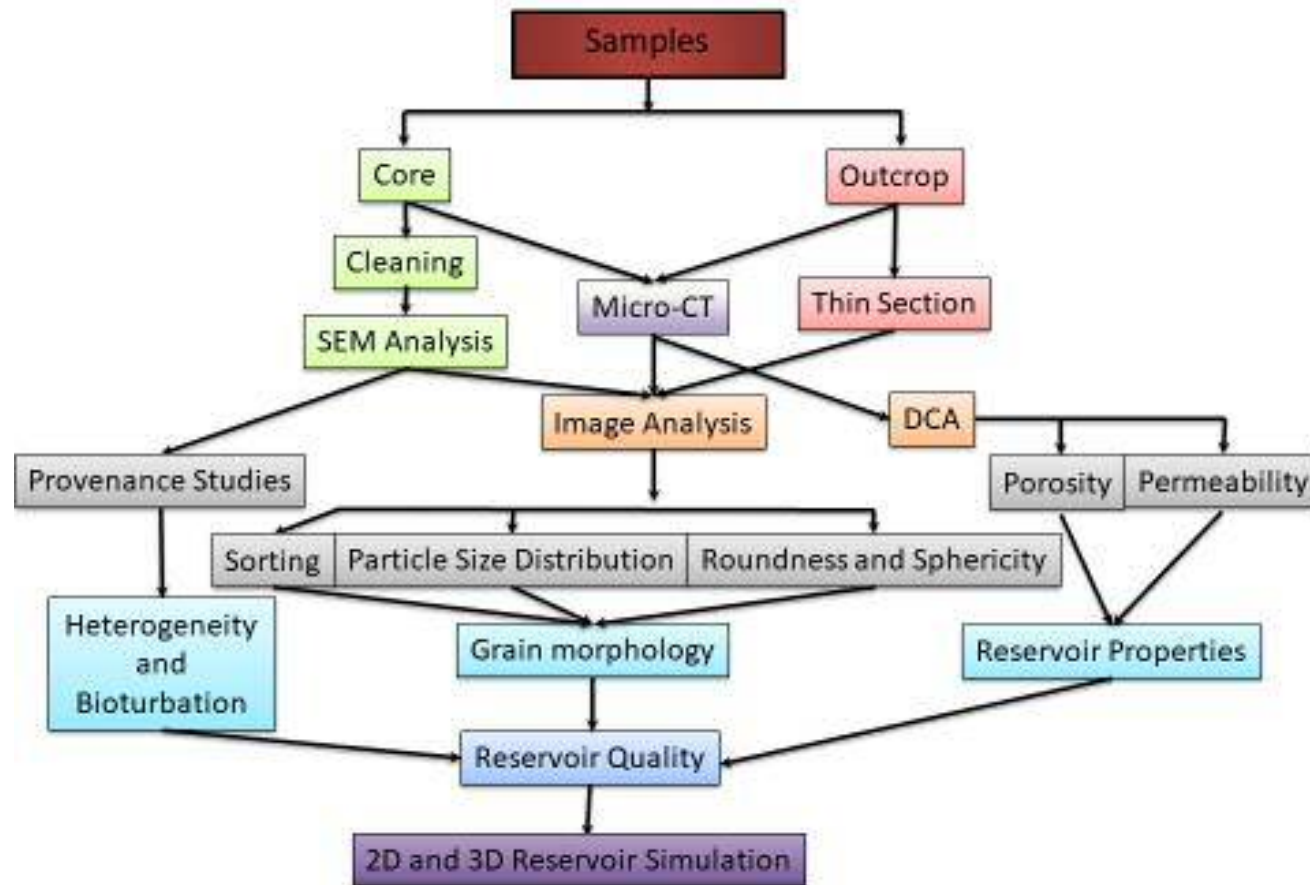 Samples
Core
Outcrop
Cleaning
Micro-CT
Thin Section
SEM Analysis
Image Analysis
DCA
Provenance Studies
Porosity
Permeability
Sorting
Particle Size Distribution
Roundness and Sphericity
Heterogeneity
and
Bioturbation
Grain morphology
Reservoir Properties
Reservoir Quality
2D and 3D Reservoir Simulation